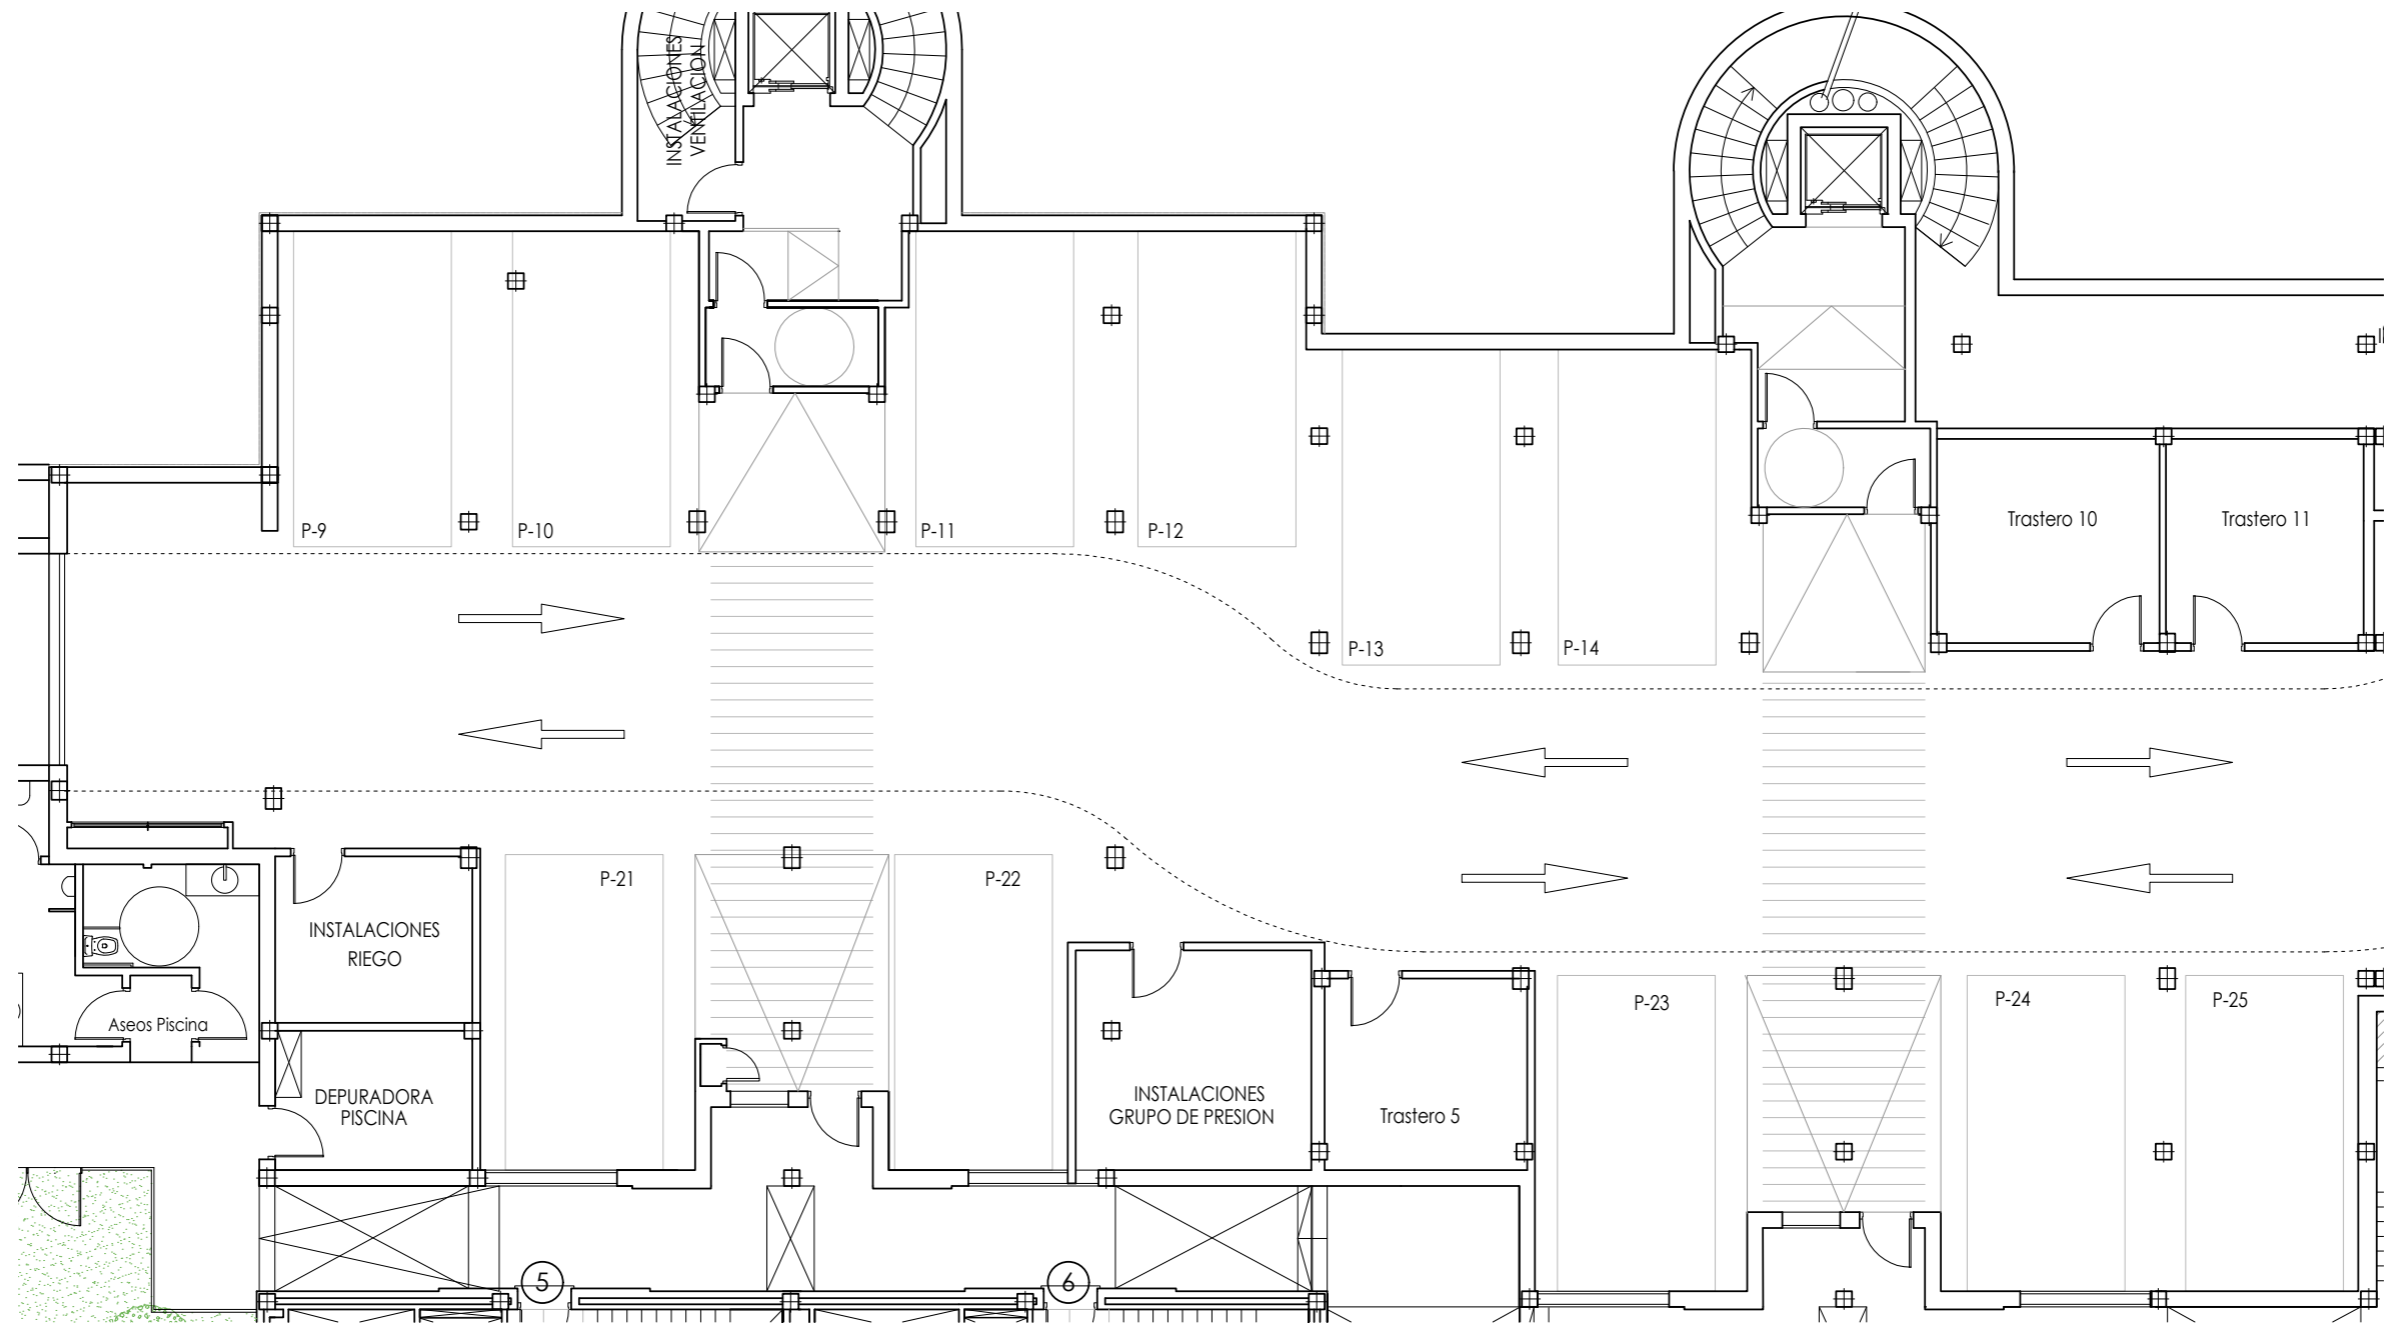 INSTALACIONES
VENTILACION
P-9
P-10
P-11
P-12
P-13
P-14
Trastero 10
Trastero 11
P-21
P-22
INSTALACIONES
RIEGO
Aseos Piscina
DEPURADORA
PISCINA
INSTALACIONES
GRUPO DE PRESION
Trastero 5
P-23
P-24
P-25
5
6